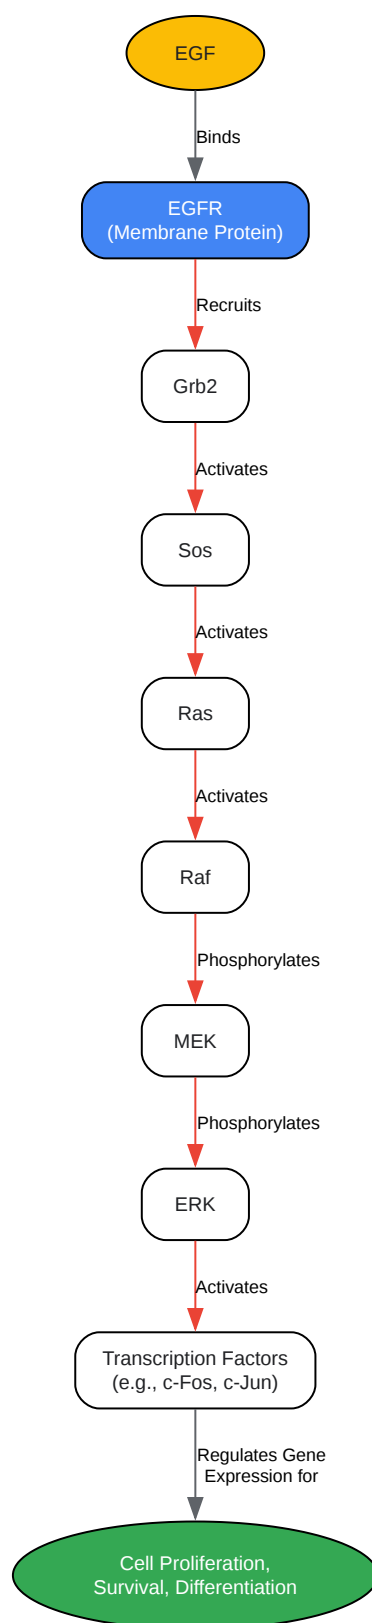 EGF
Binds
EGFR
(Membrane Protein)
Recruits
Grb2
Activates
Sos
Activates
Ras
Activates
Raf
Phosphorylates
MEK
Phosphorylates
ERK
Activates
Transcription Factors
(e.g., c-Fos, c-Jun)
Regulates Gene
Expression for
Cell Proliferation,
Survival, Differentiation